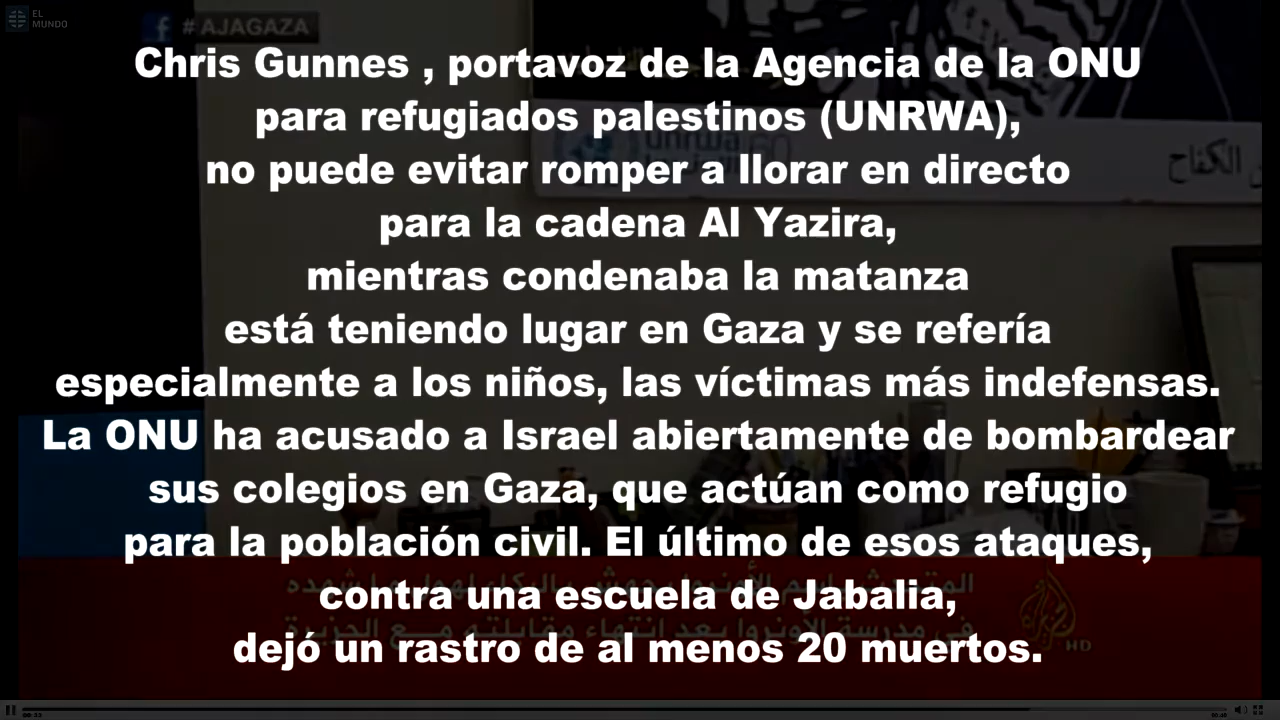 EL
MUNDO
# AJAGAZA
Chris Gunnes , portavoz de la Agencia de la ONU
para refugiados palestinos (UNRWA),
no puede evitar romper a llorar en directo
para la cadena Al Yazira,
mientras condenaba la matanza
está teniendo lugar en Gaza y se refería
especialmente a los niños, las víctimas más indefensas.
La ONU ha acusado a Israel abiertamente de bombardear
sus colegios en Gaza, que actúan como refugio
para la población civil. El último de esos ataques,
contra una escuela de Jabalia,
dejó un rastro de al menos 20 muertos.
unrwa
الجزيرة
HD